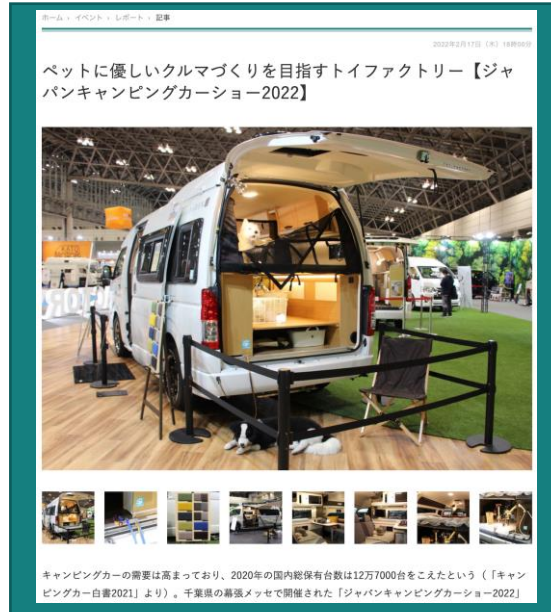 ホーム › イベント › レポート › 記事
2022年2月17日（木）18時08分
ペットに優しいクルマづくりを目指すトイファクトリー【ジャ
パンキャンピングカーショー2022】
キャンピングカーの需要は高まっており、2020年の国内総保有台数は12万7000台をこえたという（「キャン
ピングカー白書2021」より）。千葉県の幕張メッセで開催された「ジャパンキャンピングカーショー2022」